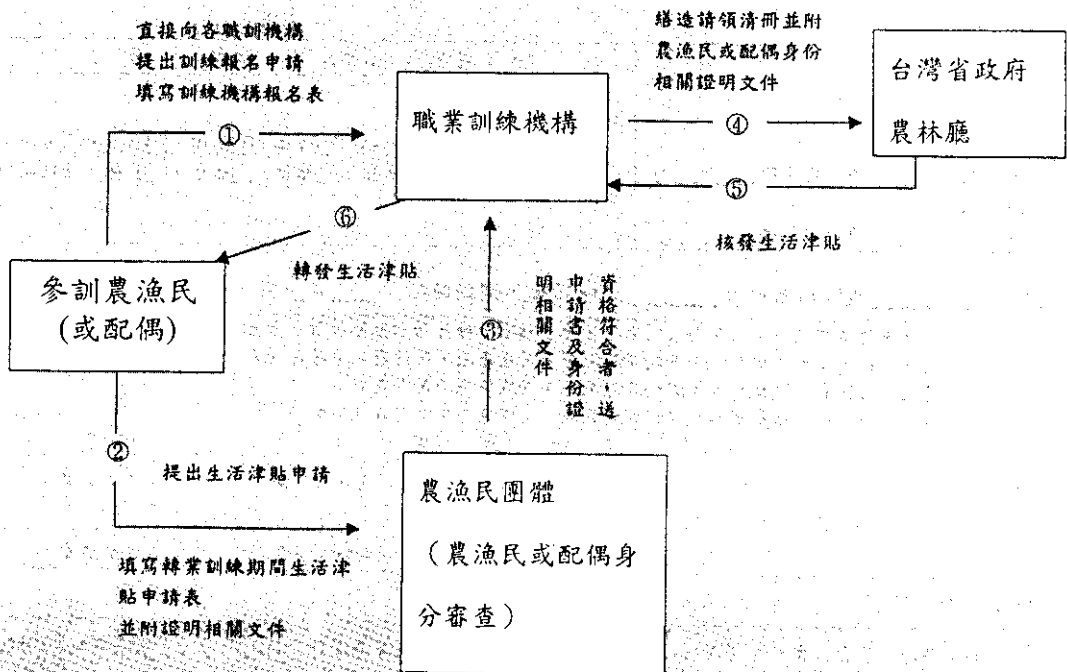 直接向各職訓機構
提出訓練報名申請
填寫訓練機構報名表
①
職業訓練機構
繕造請領清冊並附
農漁民或配偶身份
相關證明文件
④
台灣省政府
農林廳
⑤
核發生活津貼
⑥
轉發生活津貼
參訓農漁民
(或配偶)
③
資格符合者，送
申請書及身份證
明相關文件
②
提出生活津貼申請
填寫轉業訓練期間生活津
貼申請表
並附證明相關文件
農漁民團體
（農漁民或配偶身
分審查）